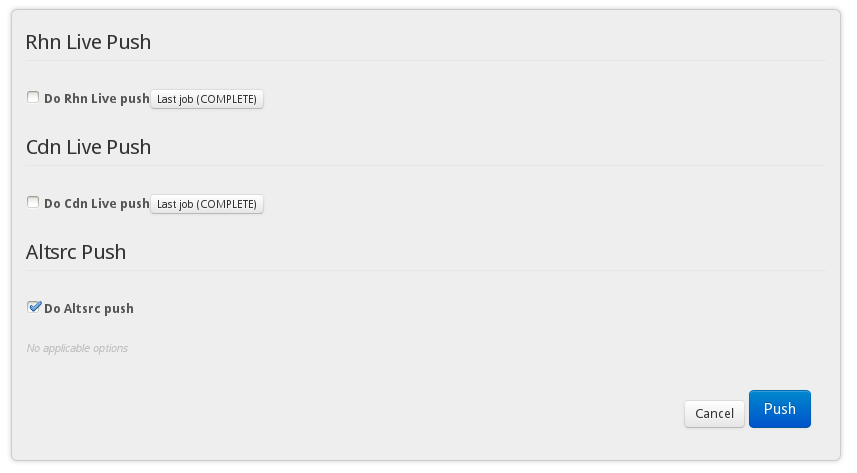 Rhn Live Push
Do Rhn Live push Last job (COMPLETE)
Cdn Live Push
Do Cdn Live push Last job (COMPLETE)
Altsrc Push
Do Altsrc push
No applicable options
Cancel Push